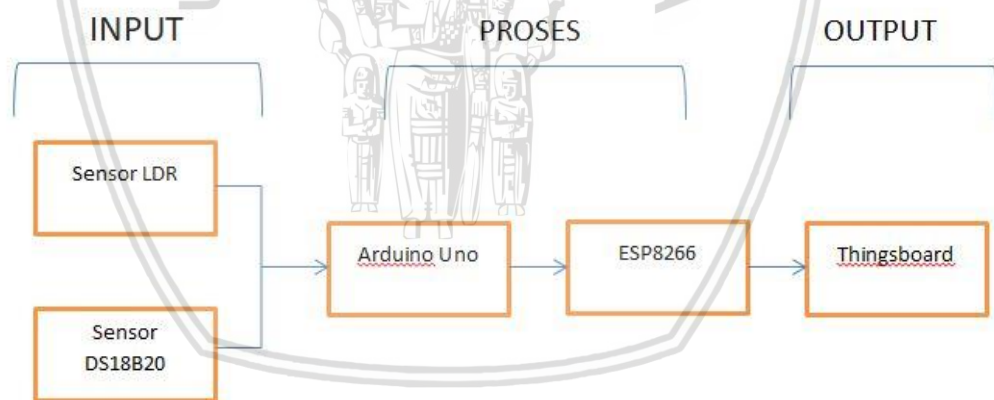 INPUT
PROSES
OUTPUT
Sensor LDR
Sensor
DS18B20
Arduino Uno
ESP8266
Thingsboard